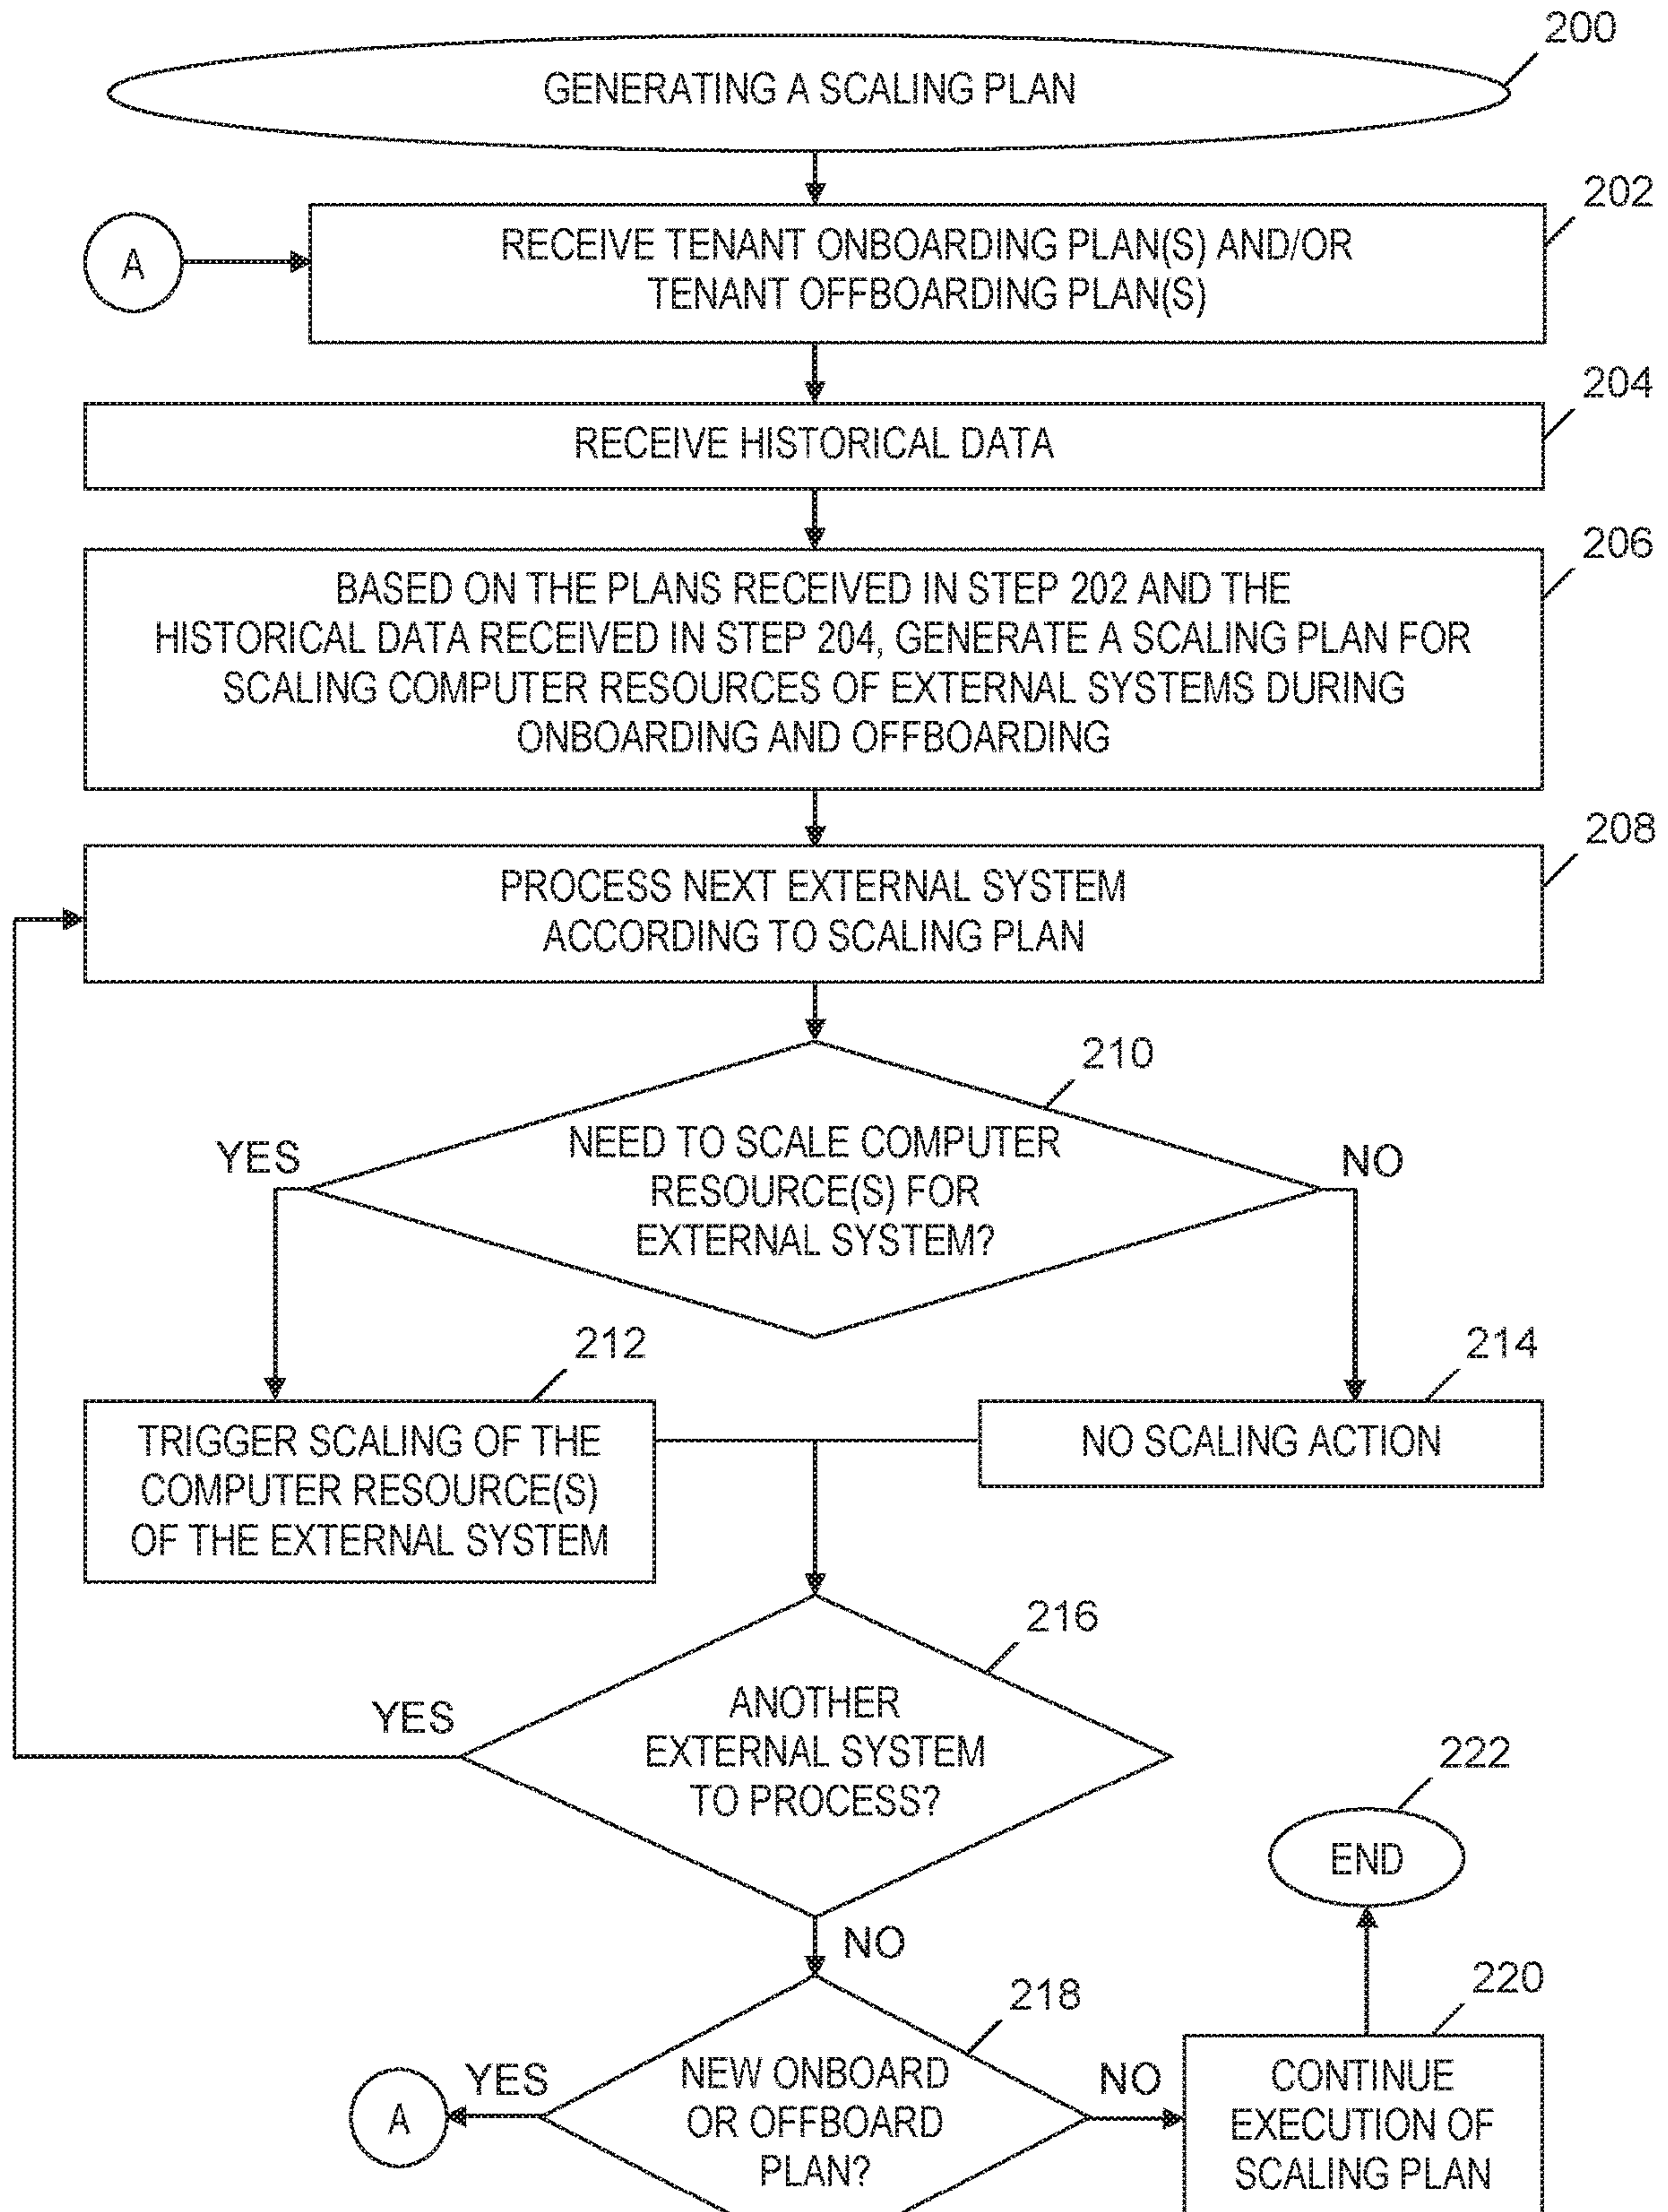 200
GENERATING A SCALING PLAN
202
A
RECEIVE TENANT ONBOARDING PLAN(S) AND/OR
TENANT OFFBOARDING PLAN(S)
204
RECEIVE HISTORICAL DATA
206
BASED ON THE PLANS RECEIVED IN STEP 202 AND THE
HISTORICAL DATA RECEIVED IN STEP 204, GENERATE A SCALING PLAN FOR
SCALING COMPUTER RESOURCES OF EXTERNAL SYSTEMS DURING
ONBOARDING AND OFFBOARDING
208
PROCESS NEXT EXTERNAL SYSTEM
ACCORDING TO SCALING PLAN
210
NEED TO SCALE COMPUTER
RESOURCE(S) FOR
EXTERNAL SYSTEM?
YES
NO
212
TRIGGER SCALING OF THE
COMPUTER RESOURCE(S)
OF THE EXTERNAL SYSTEM
214
NO SCALING ACTION
216
ANOTHER
EXTERNAL SYSTEM
TO PROCESS?
YES
222
END
NO
218
220
A
YES
NEW ONBOARD
OR OFFBOARD
PLAN?
NO
CONTINUE
EXECUTION OF
SCALING PLAN